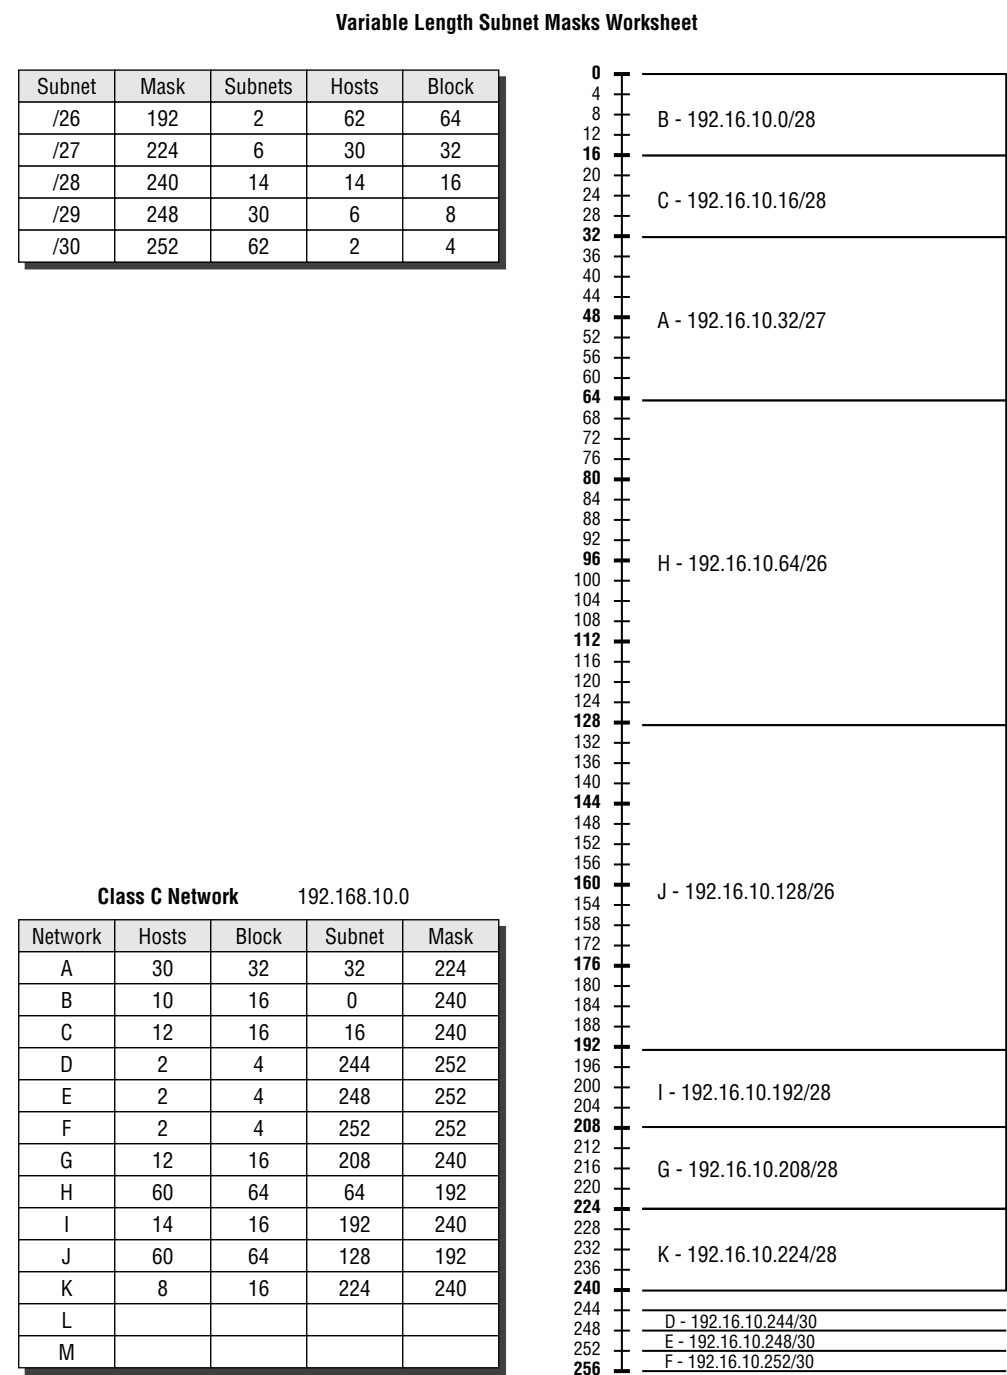 Variable Length Subnet Masks Worksheet
Subnet Mask Subnets Hosts Block
/26 192 2 62 64
/27 224 6 30 32
/28 240 14 14 16
/29 248 30 6 8
/30 252 62 2 4
Class C Network 192.168.10.0
Network Hosts Block Subnet Mask
A 30 32 32 224
B 10 16 0 240
C 12 16 16 240
D 2 4 244 252
E 2 4 248 252
F 2 4 252 252
G 12 16 208 240
H 60 64 64 192
I 14 16 192 240
J 60 64 128 192
K 8 16 224 240
L
M
0
4
8
12
16
20
24
28
32
36
40
44
48
52
56
60
64
68
72
76
80
84
88
92
96
100
104
108
112
116
120
124
128
132
136
140
144
148
152
156
160
154
158
172
176
180
184
188
192
196
200
204
208
212
216
220
224
228
232
236
240
244
248
252
256
B - 192.16.10.0/28
C - 192.16.10.16/28
A - 192.16.10.32/27
H - 192.16.10.64/26
J - 192.16.10.128/26
I - 192.16.10.192/28
G - 192.16.10.208/28
K - 192.16.10.224/28
D - 192.16.10.244/30
E - 192.16.10.248/30
F - 192.16.10.252/30